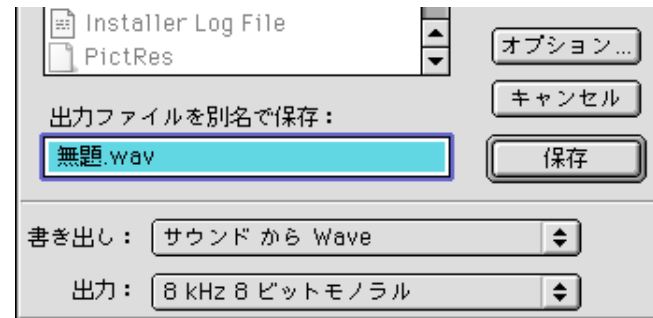 Installer Log File
PictRes
オプション...
キャンセル
出力ファイルを別名で保存：
無題.wav
保存
書き出し：
サウンド から Wave
出力：
8 kHz 8 ビットモノラル